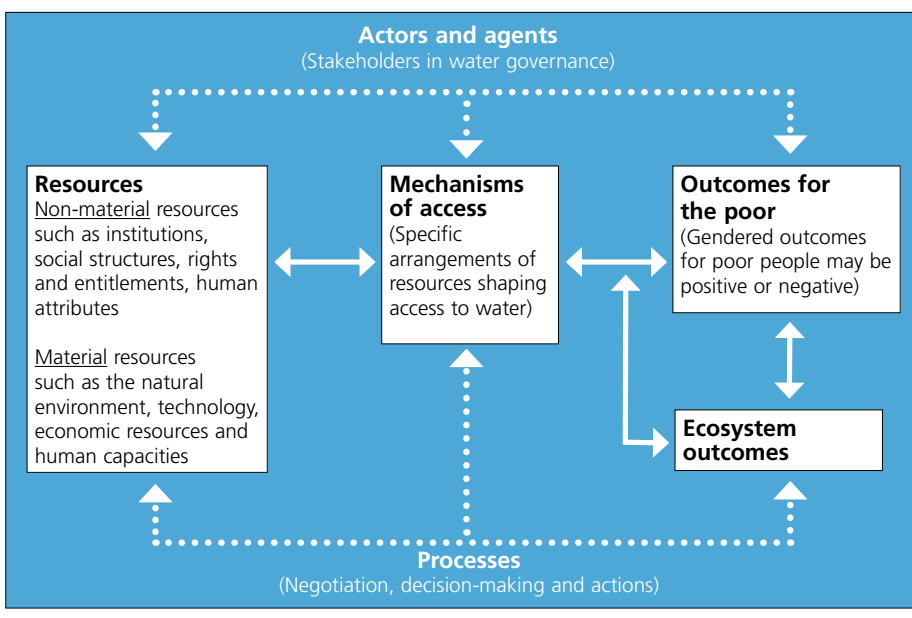 Actors and agents
(Stakeholders in water governance)
Resources
Non-material resources
such as institutions,
social structures, rights
and entitlements, human
attributes
Material resources
such as the natural
environment, technology,
economic resources and
human capacities
Mechanisms
of access
(Specific
arrangements of
resources shaping
access to water)
Outcomes for
the poor
(Gendered outcomes
for poor people may be
positive or negative)
Ecosystem
outcomes
Processes
(Negotiation, decision-making and actions)